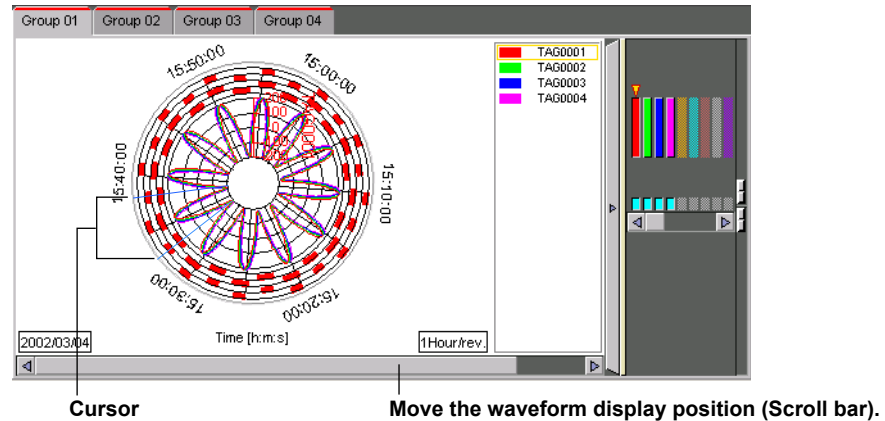 Group 01 Group 02 Group 03 Group 04
15:50:00
15:00:00
TAG0001
TAG0002
TAG0003
TAG0004
15:40:00
15:10:00
15:30:00
15:20:00
2002/03/04
Time [h:m:s]
1Hour/rev.
Cursor
Move the waveform display position (Scroll bar).